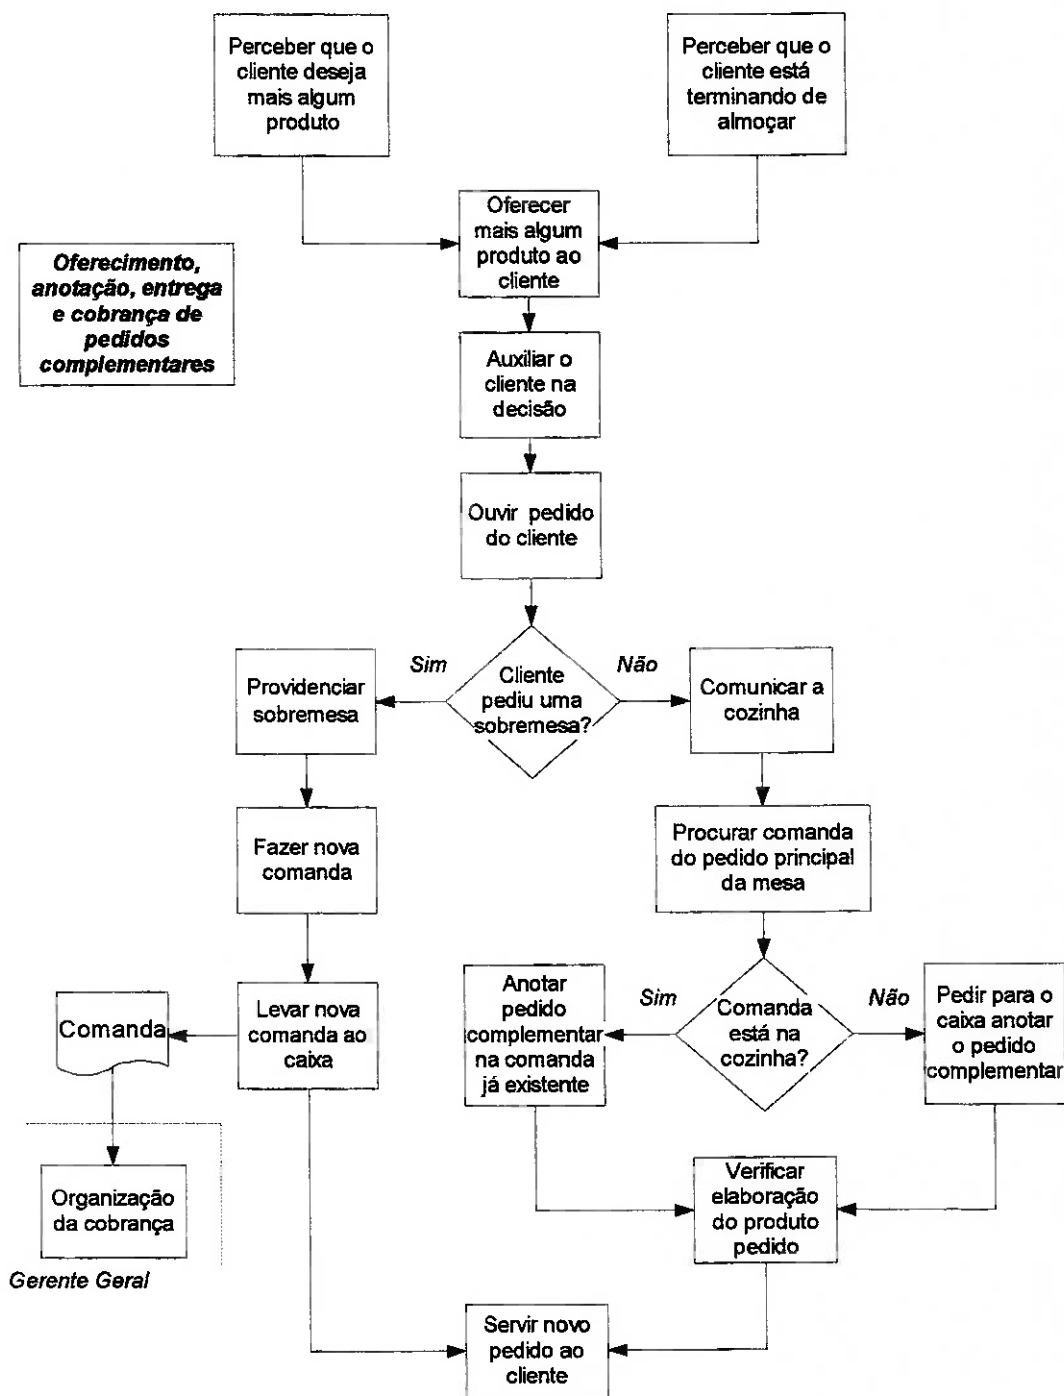 Perceber que o
cliente deseja
mais algum
produto
Perceber que o
cliente está
terminando de
almoçar
Oferecer
mais algum
produto ao
cliente
Oferecimento,
anotação, entrega
e cobrança de
pedidos
complementares
Auxiliar o
cliente na
decisão
Ouvir pedido
do cliente
Sim
Cliente
pediu uma
sobremesa?
Não
Providenciar
sobremesa
Comunicar a
cozinha
Fazer nova
comanda
Procurar comanda
do pedido principal
da mesa
Comanda
Levar nova
comanda ao
caixa
Anotar
pedido
complementar
na comanda
já existente
Sim
Comanda
está na
cozinha?
Não
Pedir para o
caixa anotar
o pedido
complementar
Organização
da cobrança
Gerente Geral
Verificar
elaboração
do produto
pedido
Servir novo
pedido ao
cliente